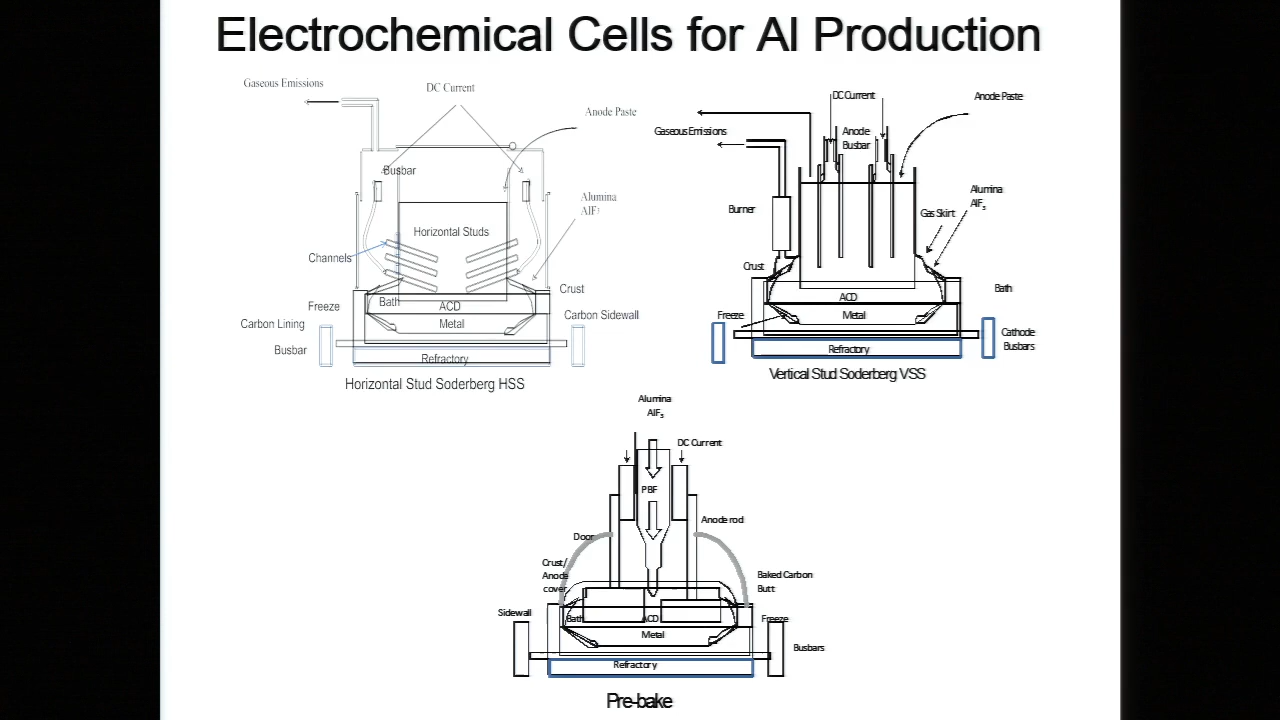 Electrochemical Cells for Al Production
Gaseous Emissions
DC Current
Anode Paste
Busbar
Alumina
AlF3
Horizontal Studs
Channels
Crust
Freeze
Bath
ACD
Carbon Lining
Metal
Carbon Sidewall
Busbar
Refractory
Horizontal Stud Soderberg HSS
DC Current
Anode Paste
Gaseous Emissions
Anode
Busbar
Alumina
AlF3
Burner
Gas Skirt
Crust
Bath
ACD
Freeze
Metal
Cathode
Busbars
Refractory
Vertical Stud Soderberg VSS
Alumina
AlF3
DC Current
PBF
Anode rod
Door
Crust/
Anode
cover
Baked Carbon
Butt
Sidewall
Bath
ACD
Freeze
Metal
Busbars
Refractory
Pre-bake